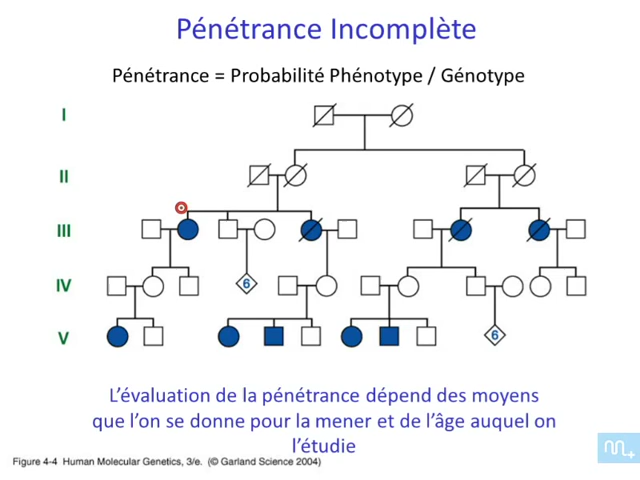 Pénétrance Incomplète
Pénétrance = Probabilité Phénotype / Génotype
I
II
III
IV
6
V
6
L'évaluation de la pénétrance dépend des moyens
que l'on se donne pour la mener et de l'âge auquel on
l'étudie
Figure 4-4 Human Molecular Genetics, 3/e. (© Garland Science 2004)